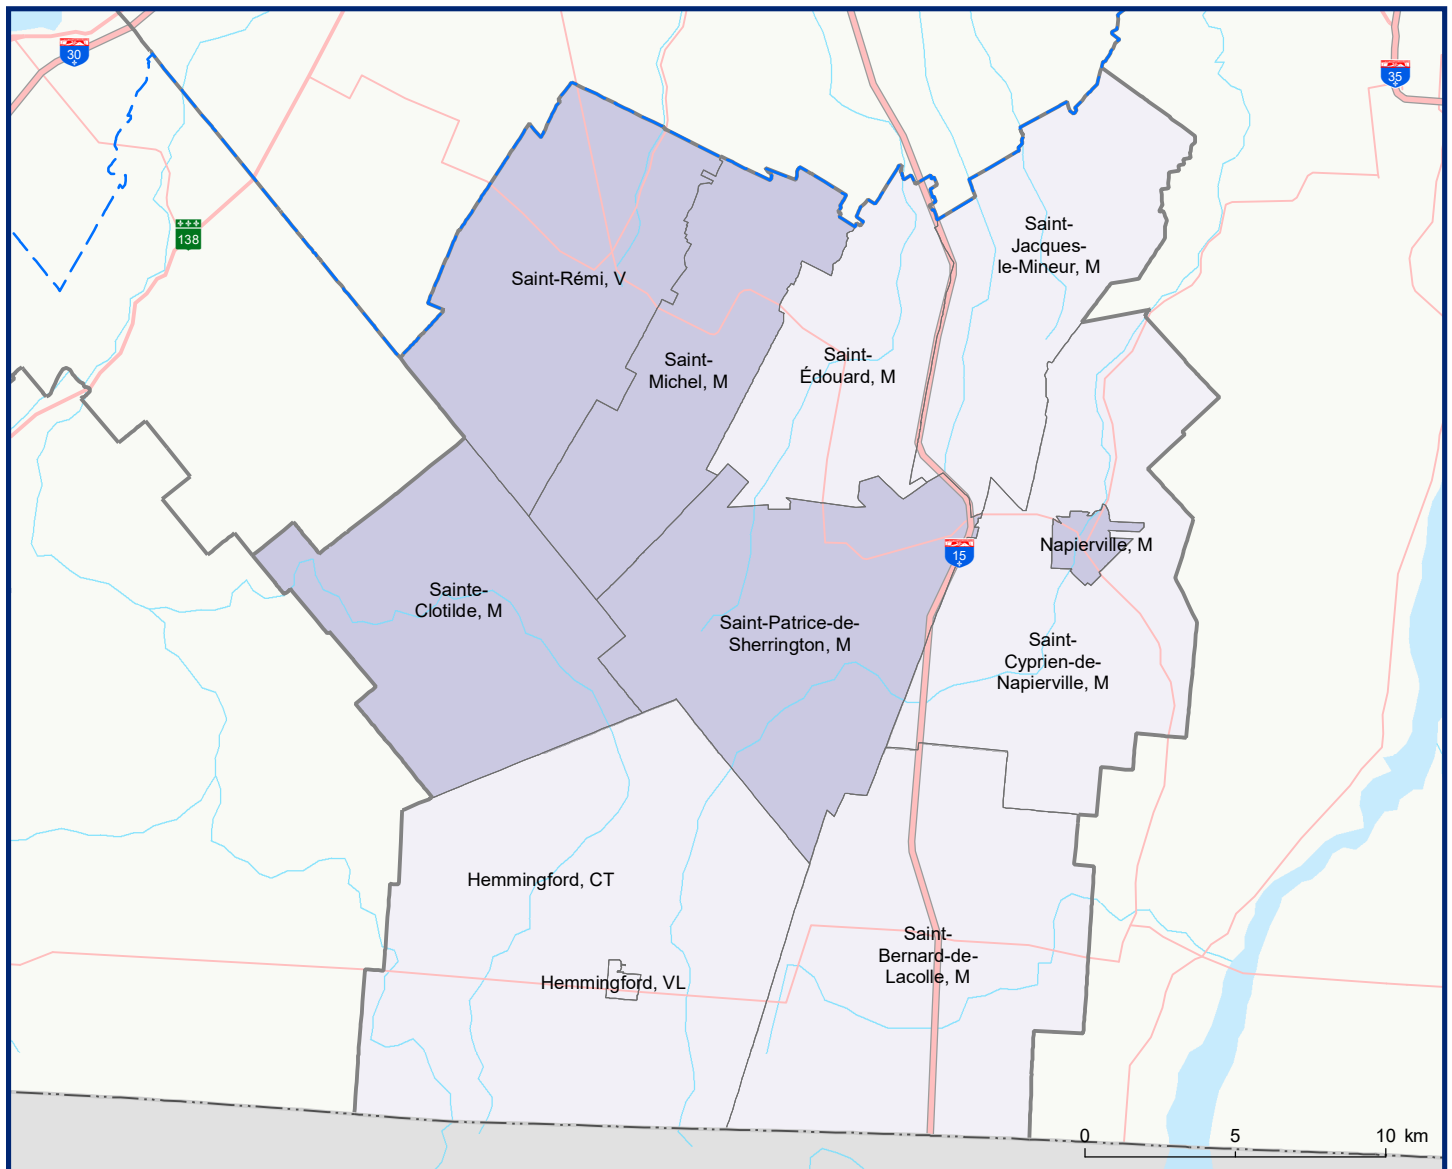 30
35
138
Saint-
Jacques-
le-Mineur, M
Saint-Rémi, V
Saint-
Michel, M
Saint-
Édouard, M
15
Napierville, M
Sainte-
Clotilde, M
Saint-Patrice-de-
Sherrington, M
Saint-
Cyprien-de-
Napierville, M
Hemmingford, CT
Saint-
Bernard-de-
Lacolle, M
Hemmingford, VL
0 5 10 km